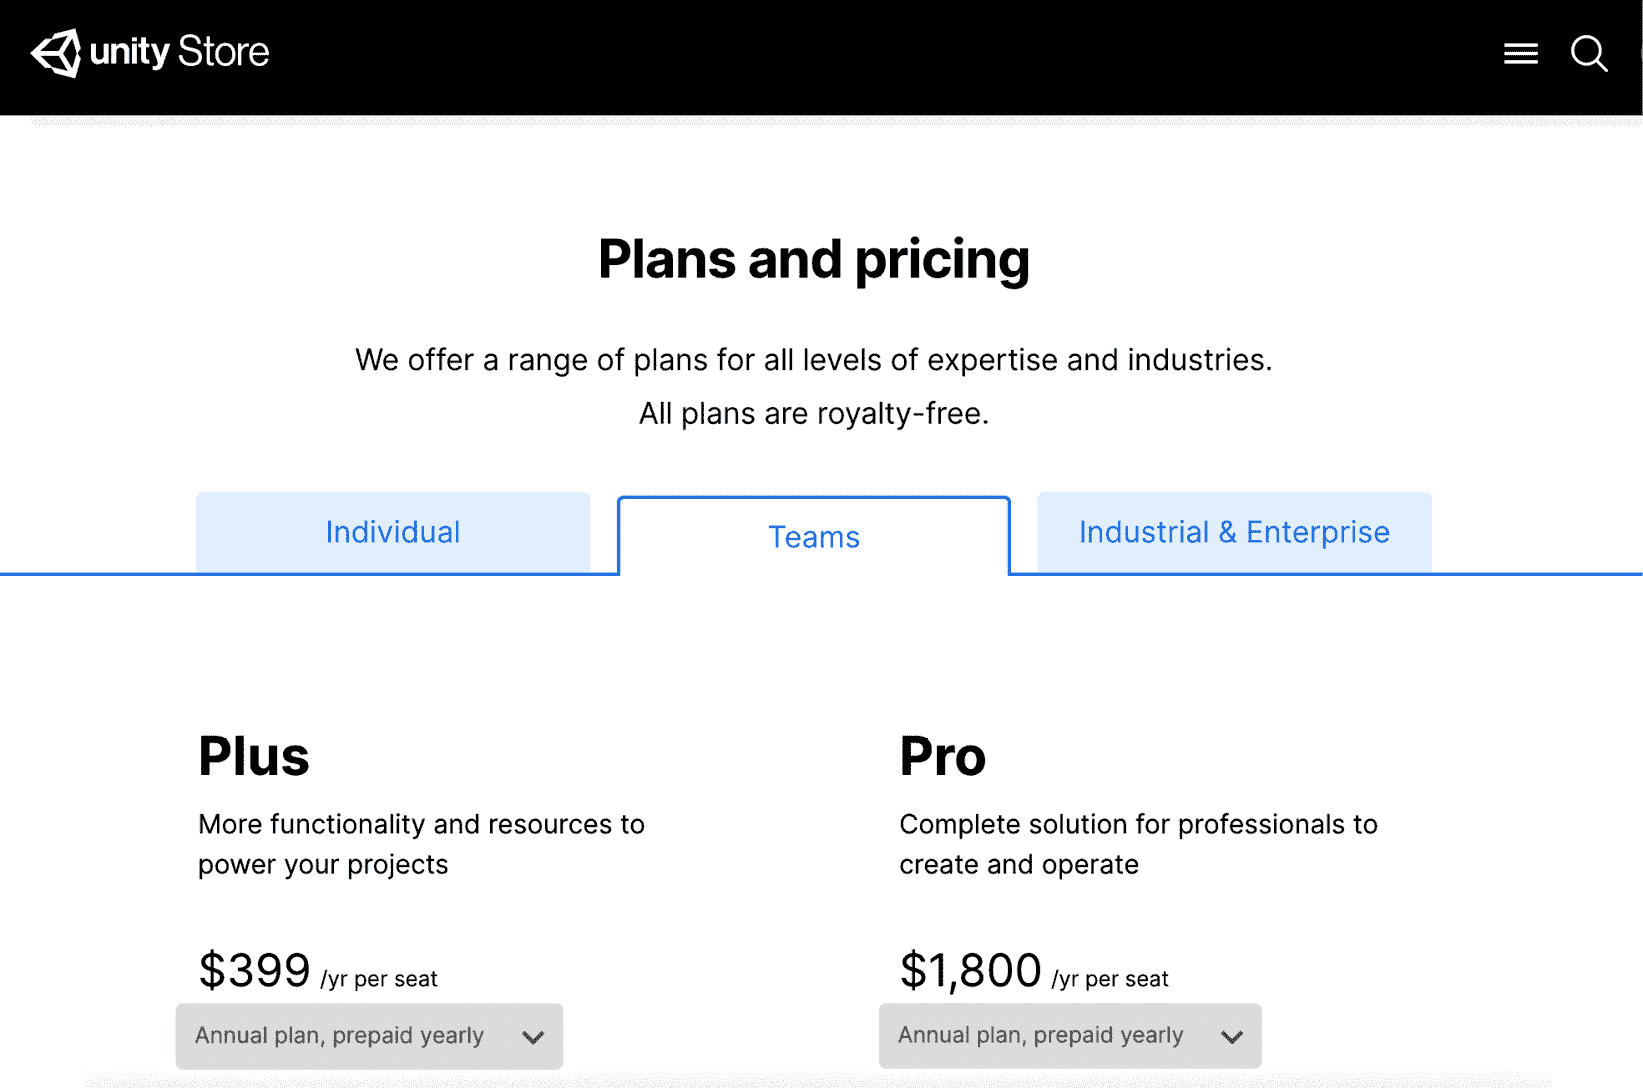 unity Store
Plans and pricing
We offer a range of plans for all levels of expertise and industries.
All plans are royalty-free.
Individual
Teams
Industrial & Enterprise
Plus
More functionality and resources to
power your projects
$399 /yr per seat
Annual plan, prepaid yearly
Pro
Complete solution for professionals to
create and operate
$1,800 /yr per seat
Annual plan, prepaid yearly